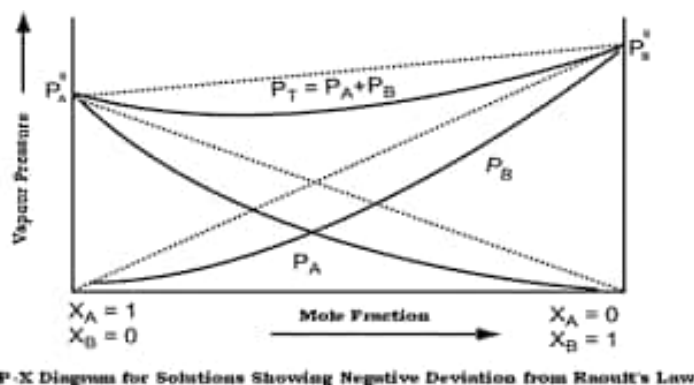 P°A
P°B
PT = PA+PB
Vapour Pressure
PB
PA
XA = 1
XB = 0
Mole Fraction
XA = 0
XB = 1
P-X Diagram for Solutions Showing Negative Deviation from Raoult's Law